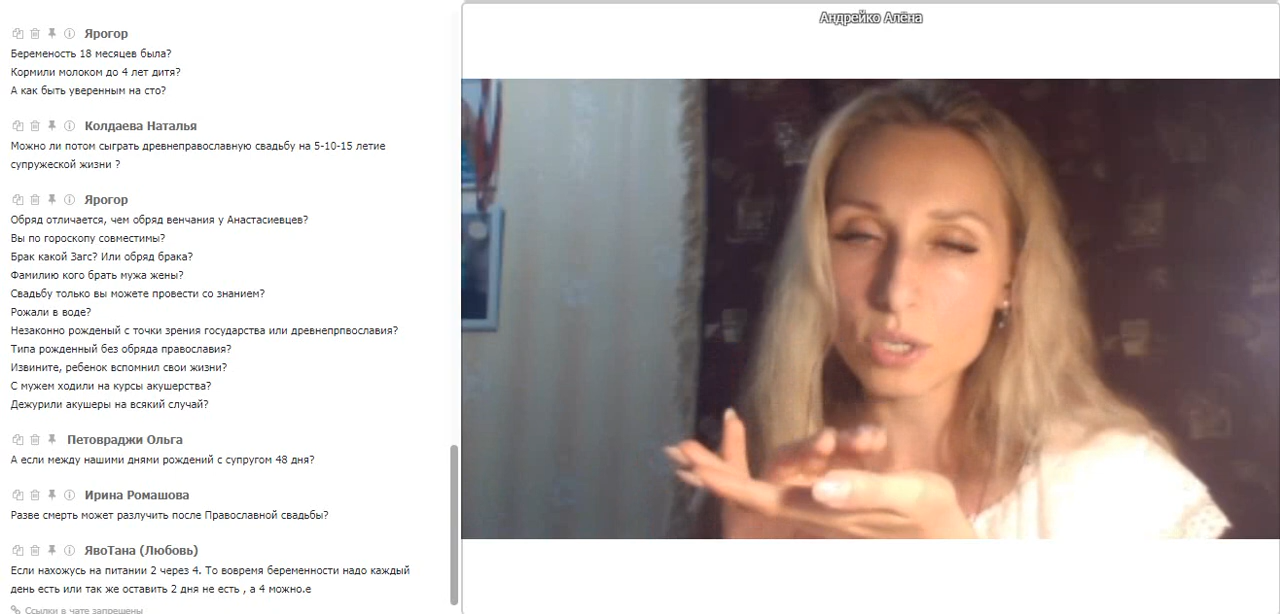 Андрейко Алёна
Ярогор
Беременость 18 месяцев была?
Кормили молоком до 4 лет дитя?
А как быть уверенным на сто?
Колдаева Наталья
Можно ли потом сыграть древнеправославную свадьбу на 5-10-15 летие
супружеской жизни ?
Ярогор
Обряд отличается, чем обряд венчания у Анастасиевцев?
Вы по гороскопу совместимы?
Брак какой Загс? Или обряд брака?
Фамилию кого брать мужа жены?
Свадьбу только вы можете провести со знанием?
Рожали в воде?
Незаконно рожденый с точки зрения государства или древнепрпвославия?
Типа рожденный без обряда православия?
Извините, ребенок вспомнил свои жизни?
С мужем ходили на курсы акушерства?
Дежурили акушеры на всякий случай?
Петовраджи Ольга
А если между нашими днями рождений с супругом 48 дня?
Ирина Ромашова
Разве смерть может разлучить после Православной свадьбы?
ЯвоТана (Любовь)
Если нахожусь на питании 2 через 4. То вовремя беременности надо каждый
день есть или так же оставить 2 дня не есть , а 4 можно.е
Ссылки в чате запрещены